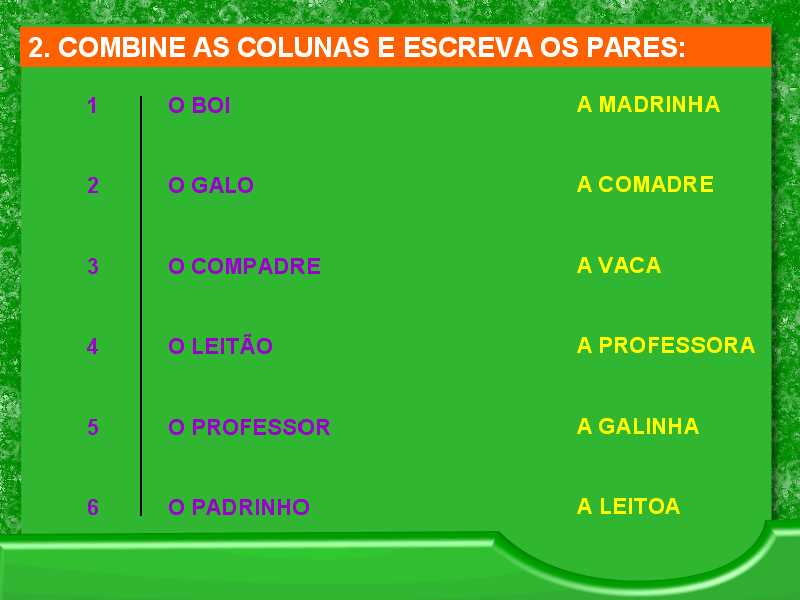 2. COMBINE AS COLUNAS E ESCREVA OS PARES:
1 O BOI A MADRINHA
2 O GALO A COMADRE
3 O COMPADRE A VACA
4 O LEITÃO A PROFESSORA
5 O PROFESSOR A GALINHA
6 O PADRINHO A LEITOA